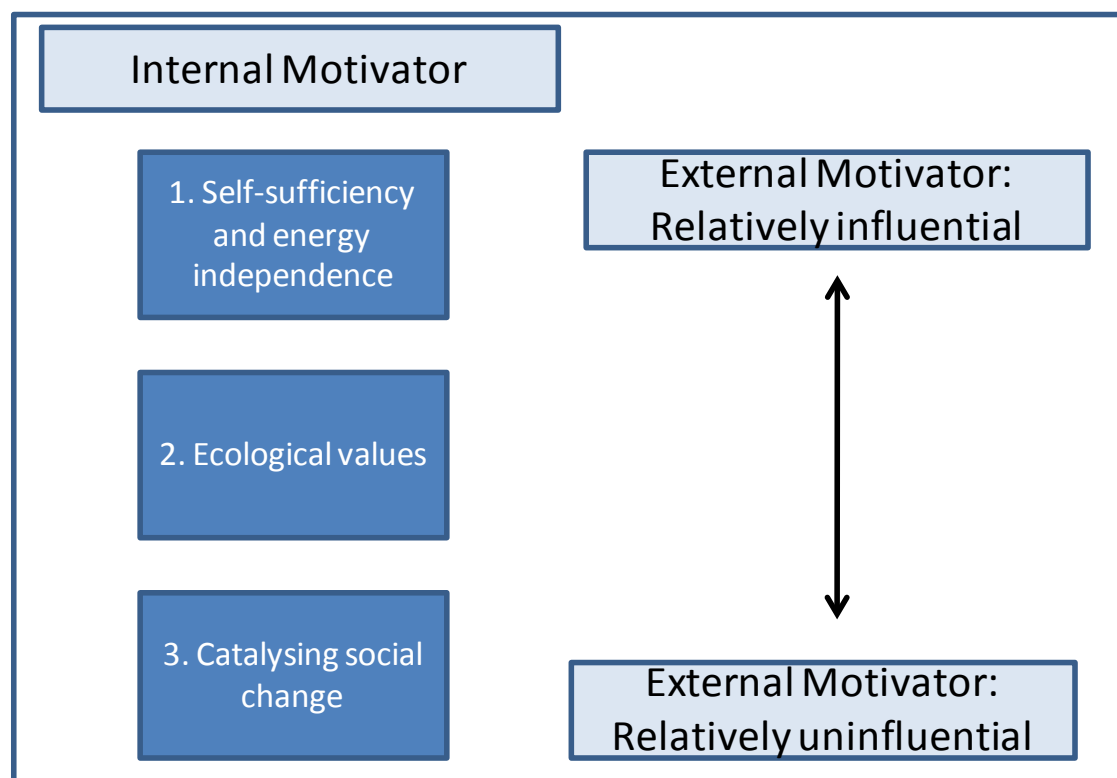 Internal Motivator
1. Self-sufficiency
and energy
independence
External Motivator:
Relatively influential
2. Ecological values
3. Catalysing social
change
External Motivator:
Relatively uninfluential